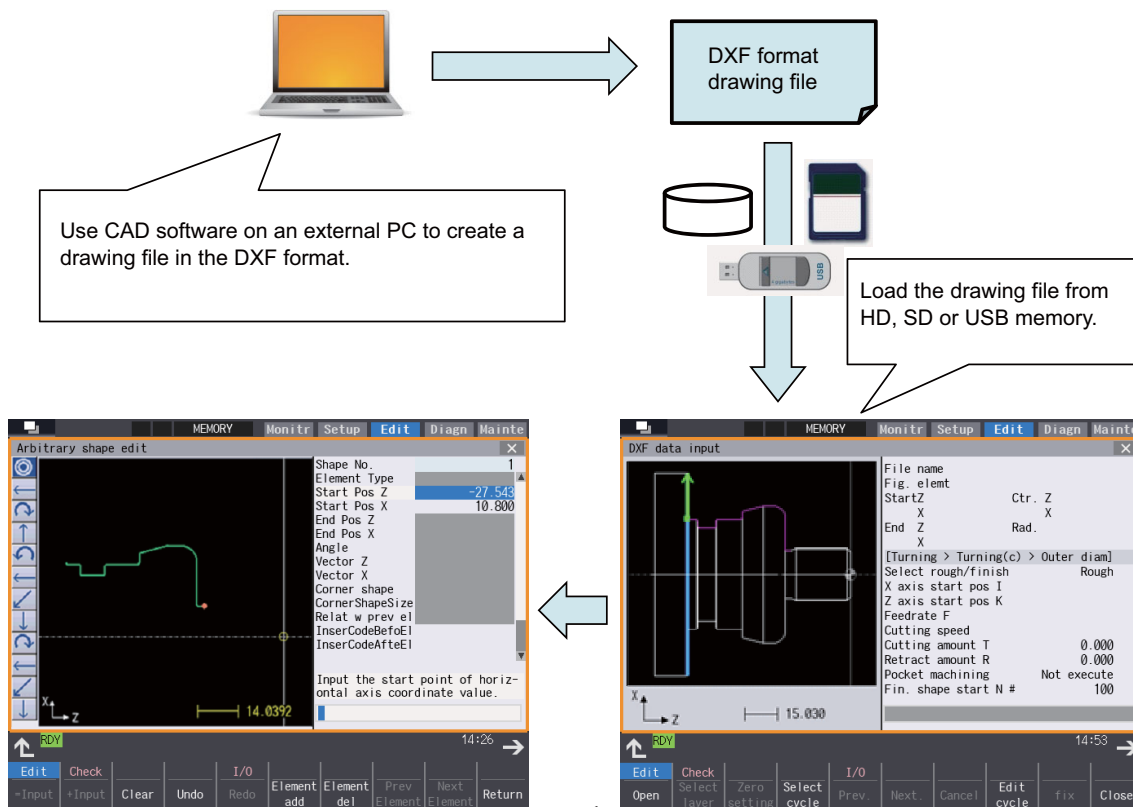 DXF format
drawing file
Use CAD software on an external PC to create a
drawing file in the DXF format.
USB
Load the drawing file from
HD, SD or USB memory.
MEMORY Monitr Setup Edit Diagn Mainte
Arbitrary shape edit
Shape No. 1
Element Type
Start Pos Z -27.543
Start Pos X 10.800
End Pos Z
End Pos X
Angle
Vector Z
Vector X
Corner shape
CornerShapeSize
Relat w prev el
InserCodeBefoEl
InserCodeAfteEl
Input the start point of horiz-
ontal axis coordinate value.
X
Z
14.0392
RDY 14:26
Edit Check I/O
=Input +Input Clear Undo Redo Element add Element del Prev Element Next Element Return
MEMORY Monitr Setup Edit Diagn Mainte
DXF data input
File name
Fig. elemt
StartZ Ctr. Z
X X
End Z Rad.
X
[Turning > Turning(c) > Outer diam]
Select rough/finish Rough
X axis start pos I
Z axis start pos K
Feedrate F
Cutting speed
Cutting amount T 0.000
Retract amount R 0.000
Pocket machining Not execute
Fin. shape start N # 100
X
Z
15.030
RDY 14:53
Edit Check I/O
Open Select layer Zero setting Select cycle Prev. Next. Cancel Edit cycle fix Close